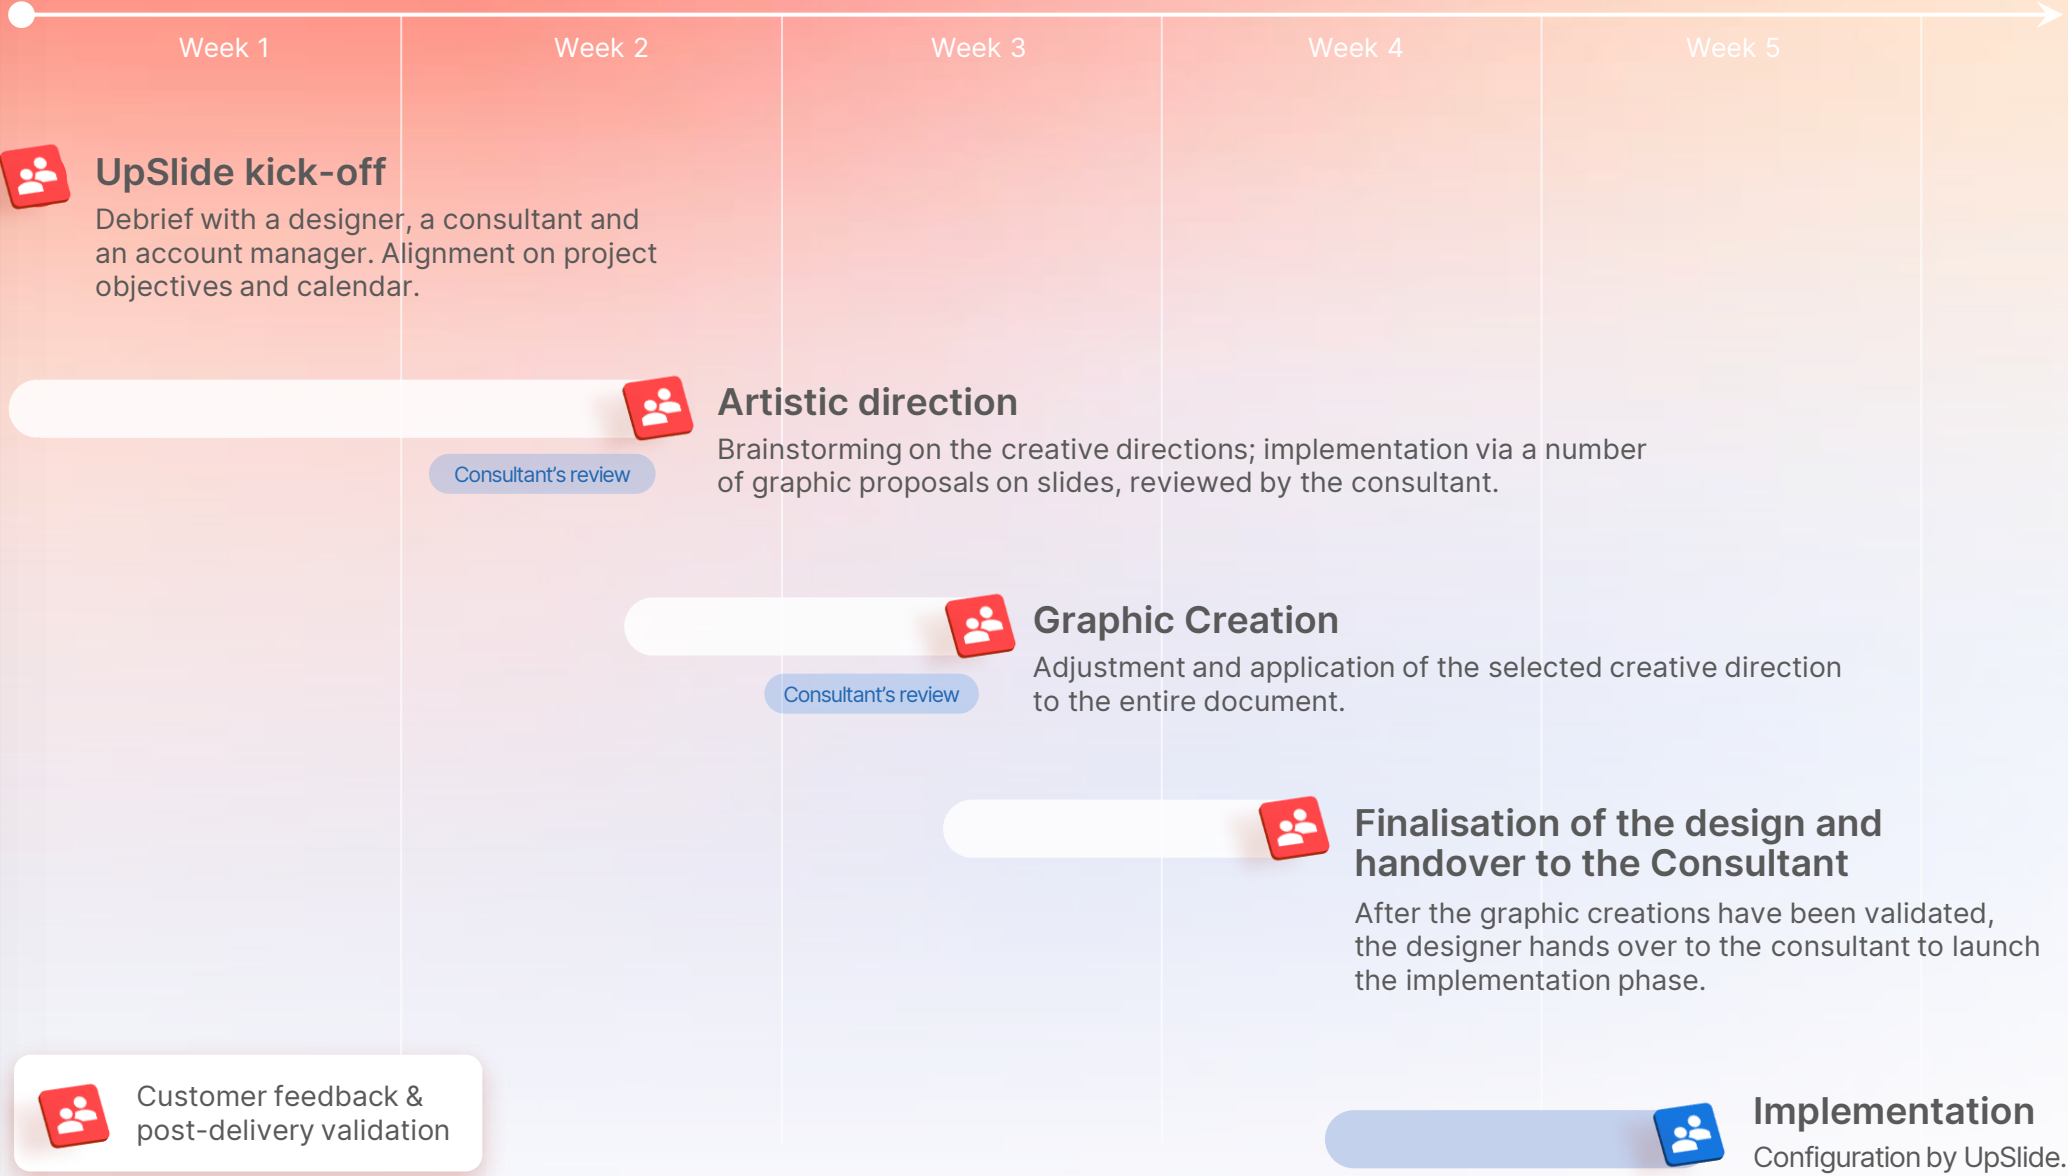 Week 1
Week 2
Week 3
Week 4
Week 5
UpSlide kick-off
Debrief with a designer, a consultant and
an account manager. Alignment on project
objectives and calendar.
Artistic direction
Brainstorming on the creative directions; implementation via a number
of graphic proposals on slides, reviewed by the consultant.
Consultant's review
Graphic Creation
Adjustment and application of the selected creative direction
to the entire document.
Consultant's review
Finalisation of the design and
handover to the Consultant
After the graphic creations have been validated,
the designer hands over to the consultant to launch
the implementation phase.
Customer feedback &
post-delivery validation
Implementation
Configuration by UpSlide.